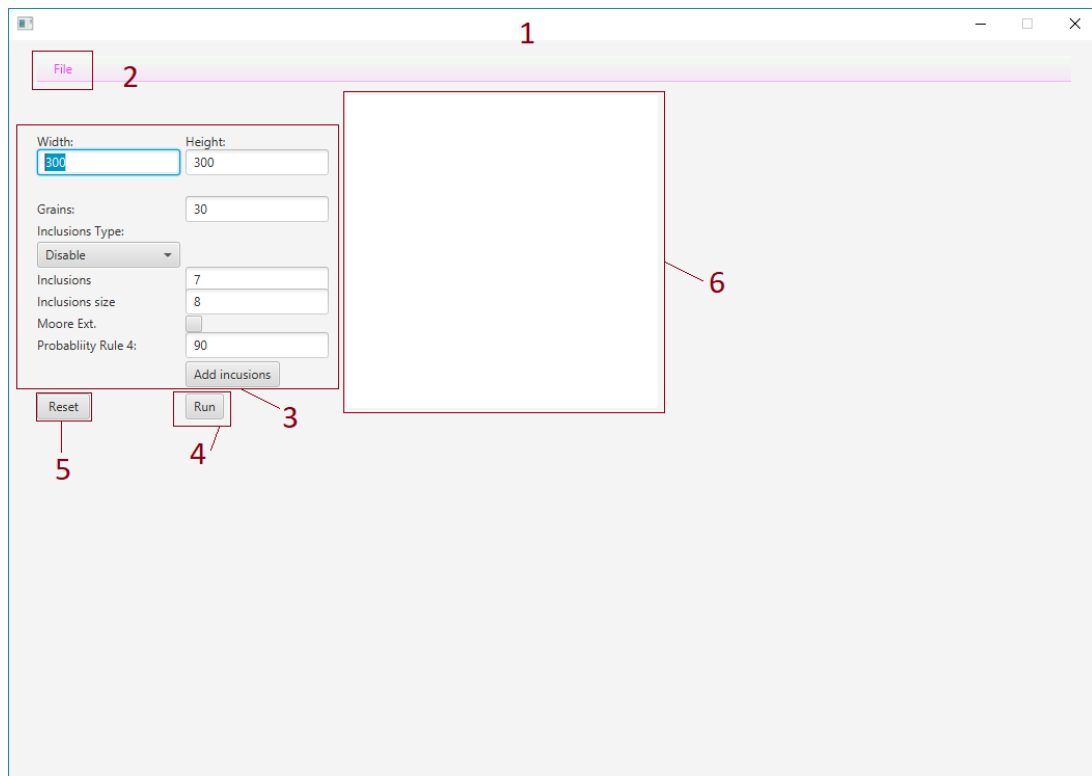 1
File
2
Width: Height:
300 300
Grains: 30
Inclusions Type:
Disable
Inclusions 7
Inclusions size 8
Moore Ext.
Probabliity Rule 4: 90
Add incusions
Reset Run
3
4
5
6